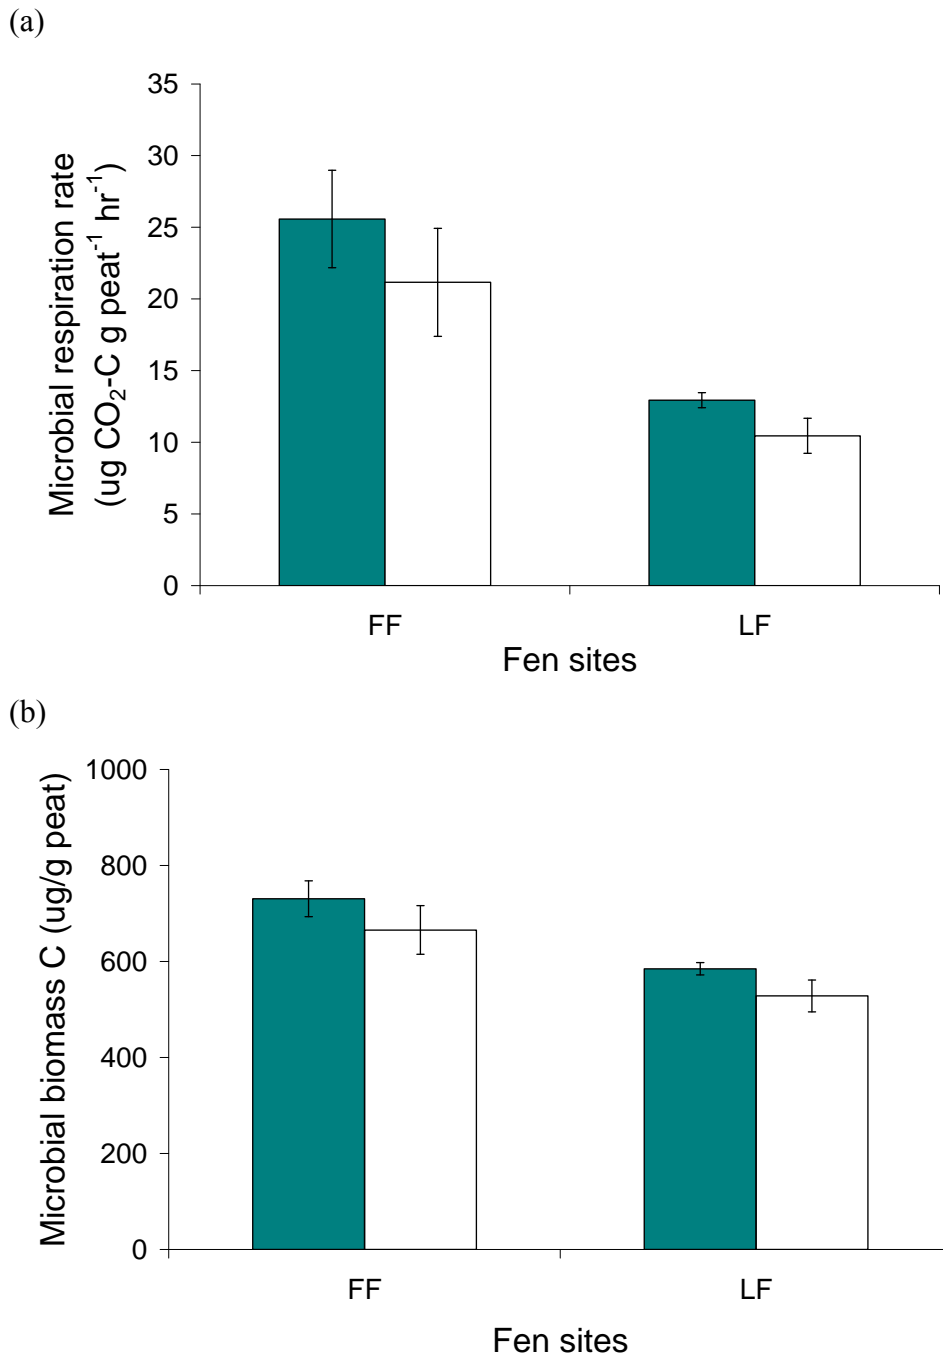 (a)
35
30
25
20
15
10
5
0
Microbial respiration rate
(ug CO₂-C g peat⁻¹ hr⁻¹)
FF LF
Fen sites
(b)
1000
800
600
400
200
0
Microbial biomass C (ug/g peat)
FF LF
Fen sites